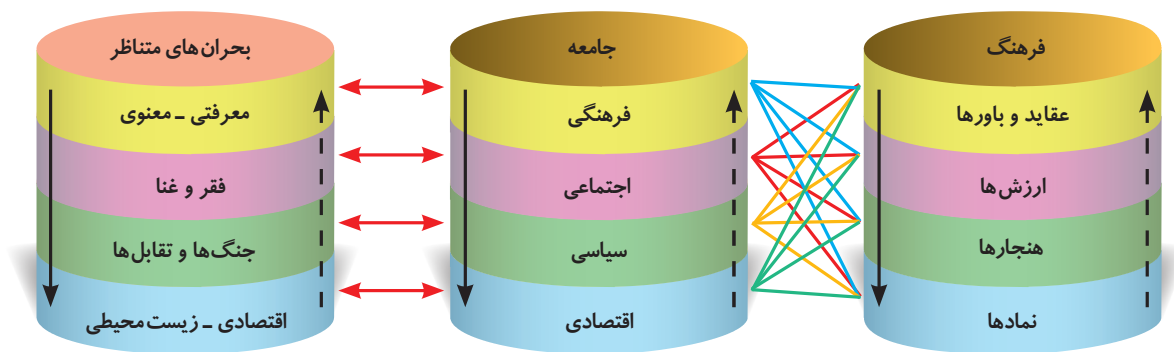 فرهنگ
عقاید و باورها
ارزش‌ها
هنجارها
نمادها
جامعه
فرهنگی
اجتماعی
سیاسی
اقتصادی
بحران‌های متناظر
معرفتی ـ معنوی
فقر و غنا
جنگ‌ها و تقابل‌ها
اقتصادی ـ زیست محیطی